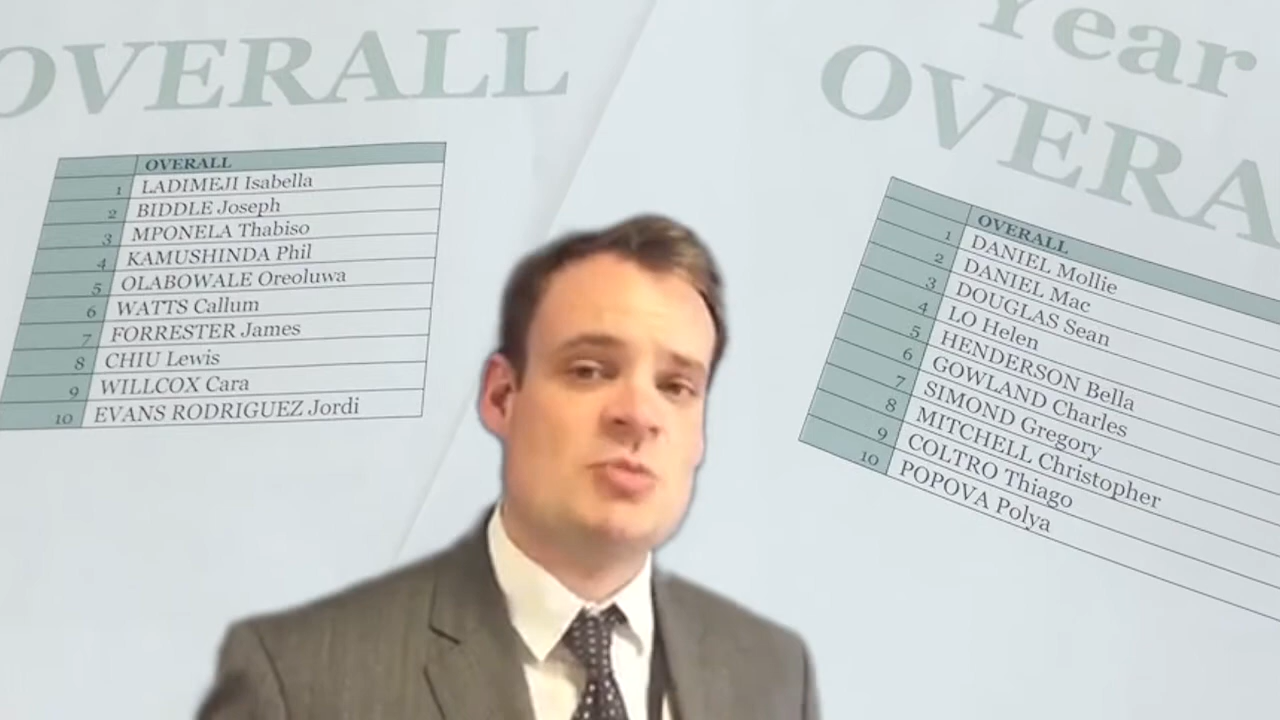 OVERALL
OVERALL
1 LADIMEJI Isabella
2 BIDDLE Joseph
3 MPONELA Thabiso
4 KAMUSHINDA Phil
5 OLABOWALE Oreoluwa
6 WATTS Callum
7 FORRESTER James
8 CHIU Lewis
9 WILLCOX Cara
10 EVANS RODRIGUEZ Jordi
Year
OVERA
OVERALL
1 DANIEL Mollie
2 DANIEL Mac
3 DOUGLAS Sean
4 LO Helen
5 HENDERSON Bella
6 GOWLAND Charles
7 SIMOND Gregory
8 MITCHELL Christopher
9 COLTRO Thiago
10 POPOVA Polya